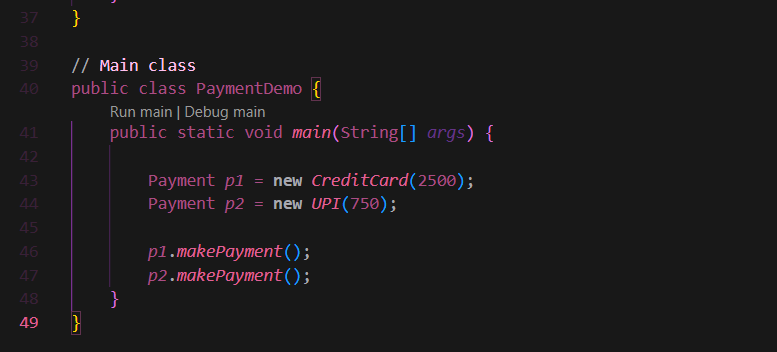 37 }
38
39 // Main class
40 public class PaymentDemo {
Run main | Debug main
41 public static void main(String[] args) {
42
43 Payment p1 = new CreditCard(2500);
44 Payment p2 = new UPI(750);
45
46 p1.makePayment();
47 p2.makePayment();
48 }
49 }